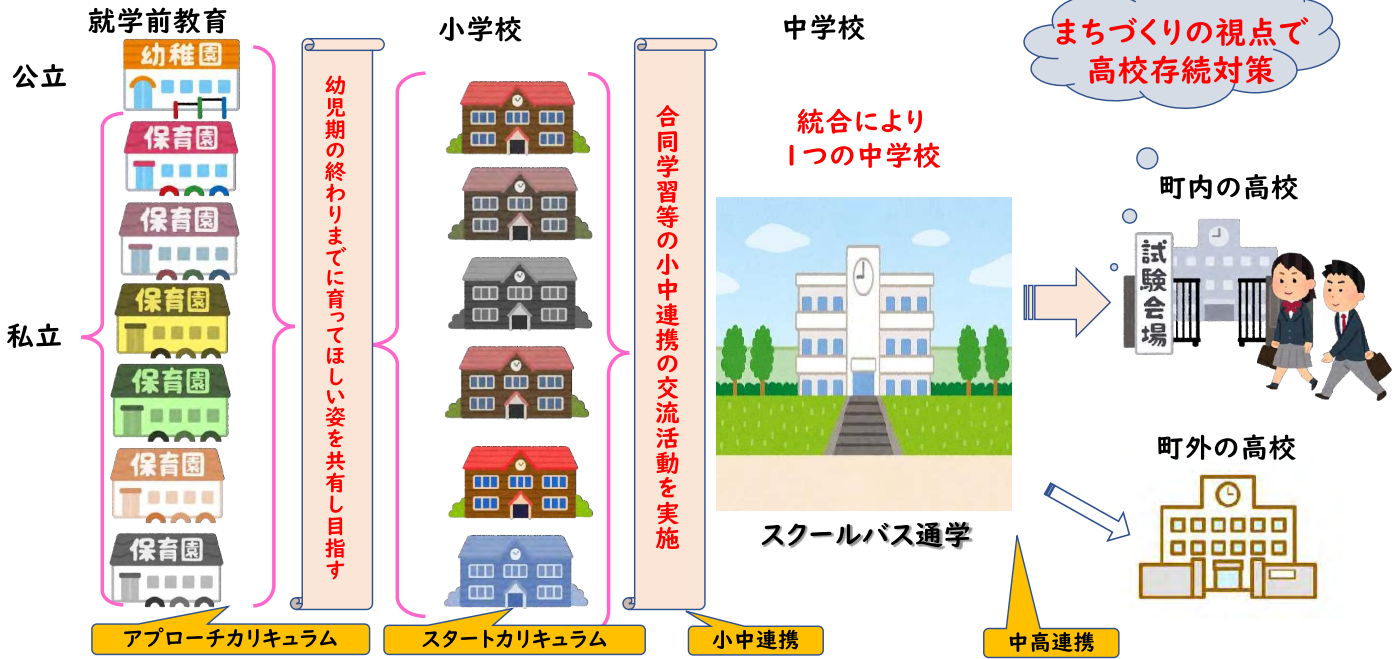 就学前教育
公立
幼稚園
私立
保育園
保育園
保育園
保育園
保育園
保育園
幼児期の終わりまでに育ってほしい姿を共有し目指す
アプローチカリキュラム
小学校
スタートカリキュラム
合同学習等の小中連携の交流活動を実施
小中連携
中学校
統合により
1つの中学校
スクールバス通学
中高連携
まちづくりの視点で
高校存続対策
町内の高校
試験会場
町外の高校